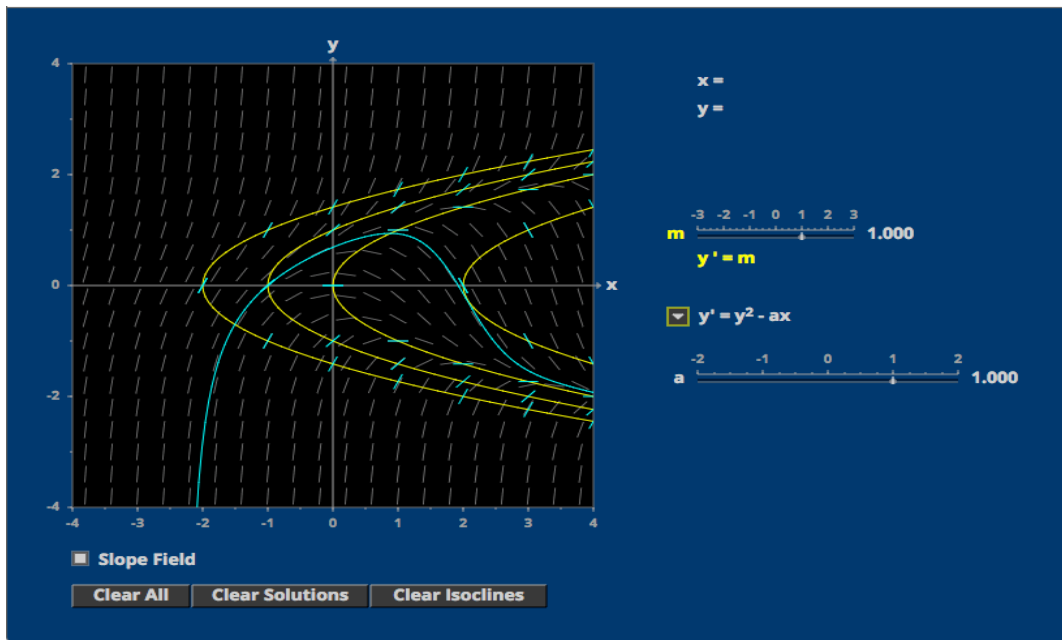 y
4
2
0
-2
-4
-4 -3 -2 -1 0 1 2 3 4
x
x =
y =
-3 -2 -1 0 1 2 3
m 1.000
y ' = m
y' = y² - ax
-2 -1 0 1 2
a 1.000
Slope Field
Clear All Clear Solutions Clear Isoclines